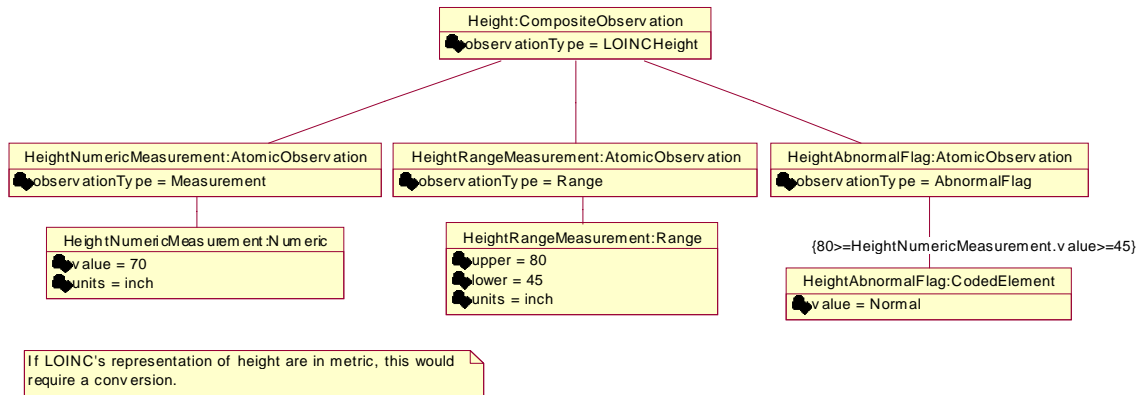 Height:CompositeObservation
observationType = LOINCHeight
HeightNumericMeasurement:AtomicObservation
observationType = Measurement
HeightRangeMeasurement:AtomicObservation
observationType = Range
HeightAbnormalFlag:AtomicObservation
observationType = AbnormalFlag
HeightNumericMeasurement:Numeric
value = 70
units = inch
HeightRangeMeasurement:Range
upper = 80
lower = 45
units = inch
{80>=HeightNumericMeasurement.value>=45}
HeightAbnormalFlag:CodedElement
value = Normal
If LOINC's representation of height are in metric, this would
require a conversion.